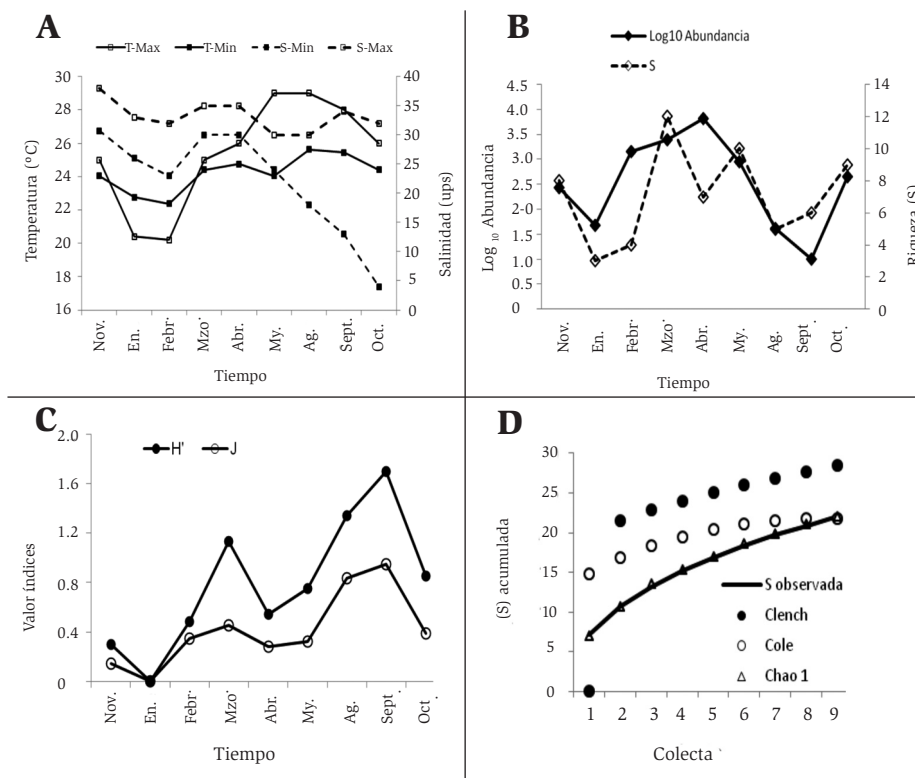 A
T-Max T-Min S-Min S-Max
Temperatura (°C)
30
28
26
24
22
20
18
16
40
35
30
25
20
15
10
5
0
Salinidad (ups)
Nov. En. Febr. Mzo. Abr. My. Ag. Sept. Oct.
Tiempo
B
Log10 Abundancia
S
Log 10 Abundancia
4.5
4.0
3.5
3.0
2.5
2-0
1.5
1.0
0.5
0
14
12
10
8
6
4
2
0
Riqueza (S)
Nov. En. Febr. Mzo. Abr. My. Ag. Sept. Oct.
Tiempo
C
H' J
Valor índices
2.0
1.6
1.2
0.8
0.4
0
Nov. En. Febr. Mzo. Abr. My. Ag. Sept. Oct.
Tiempo
D
(S) acumulada
30
25
20
15
10
5
0
S observada
Clench
Cole
Chao 1
1 2 3 4 5 6 7 8 9
Colecta